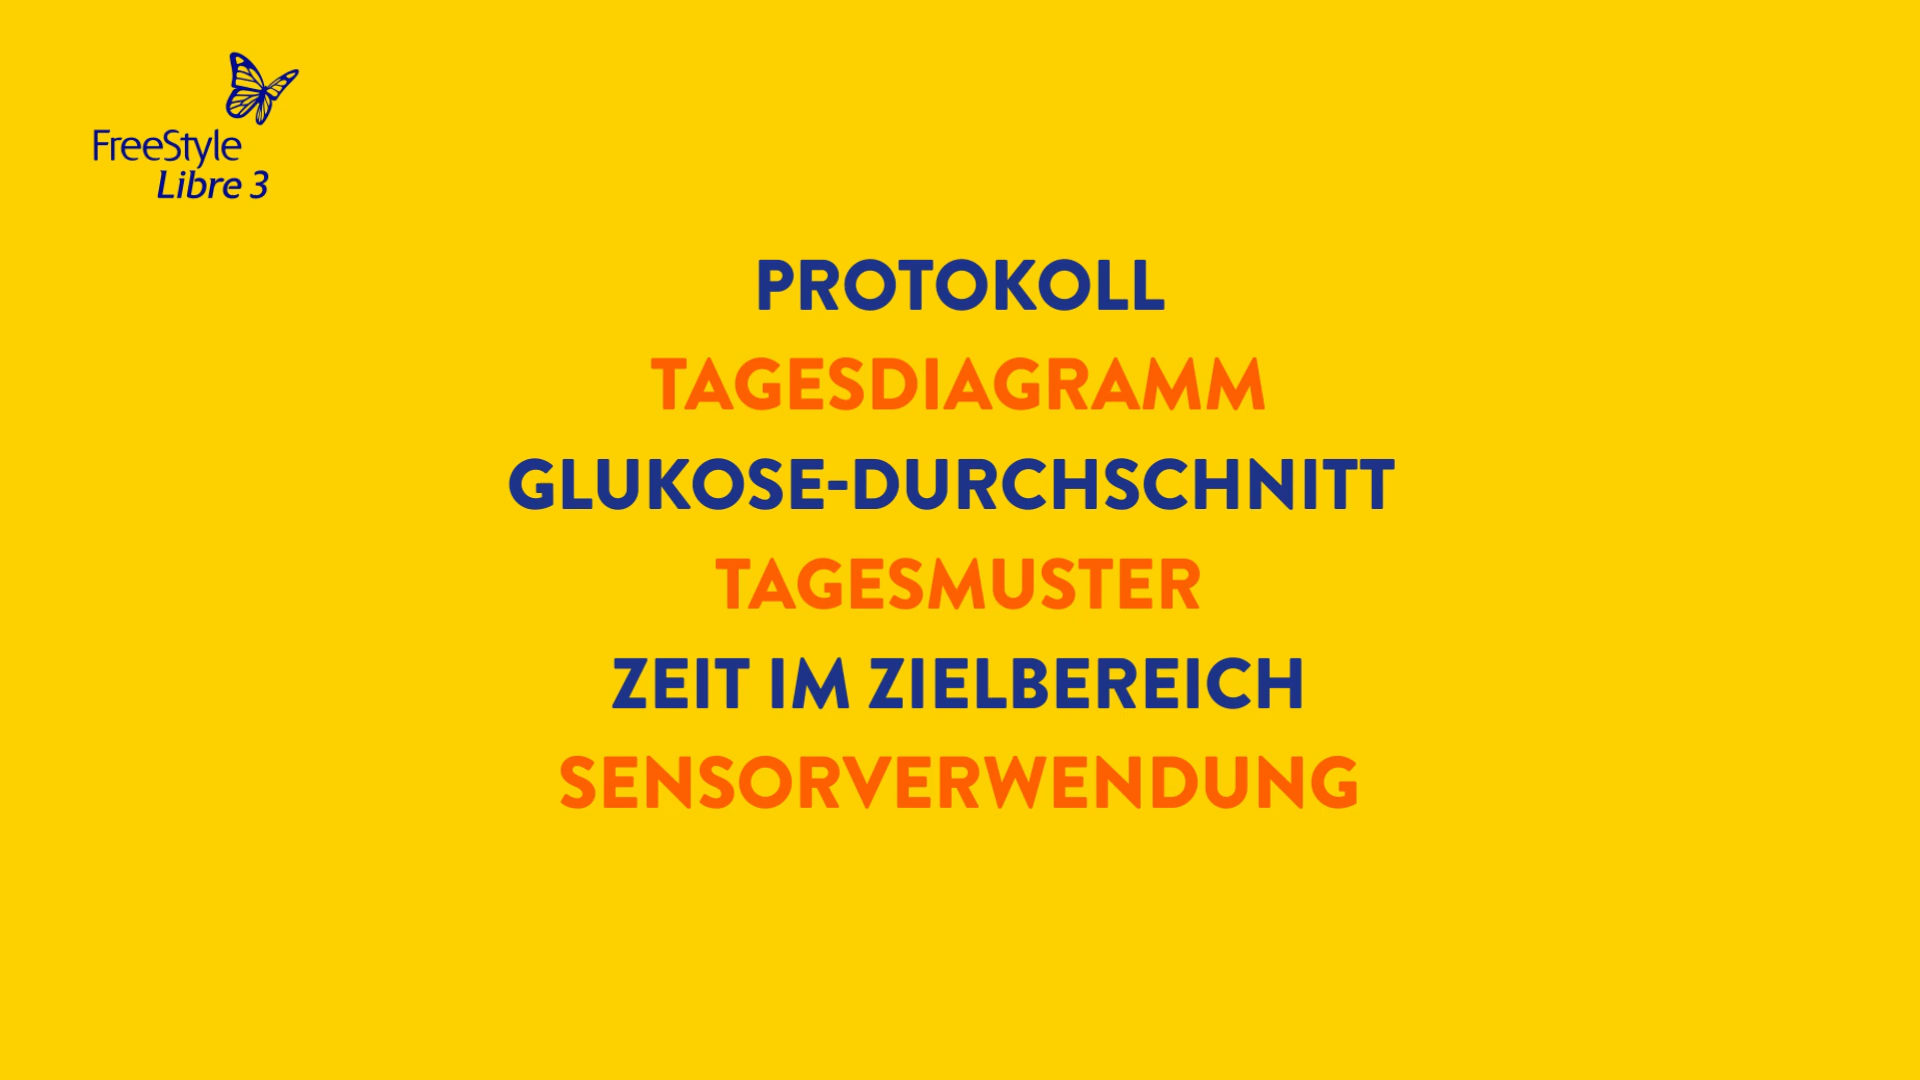 FreeStyle
Libre 3
PROTOKOLL
TAGESDIAGRAMM
GLUKOSE-DURCHSCHNITT
TAGESMUSTER
ZEIT IM ZIELBEREICH
SENSORVERWENDUNG